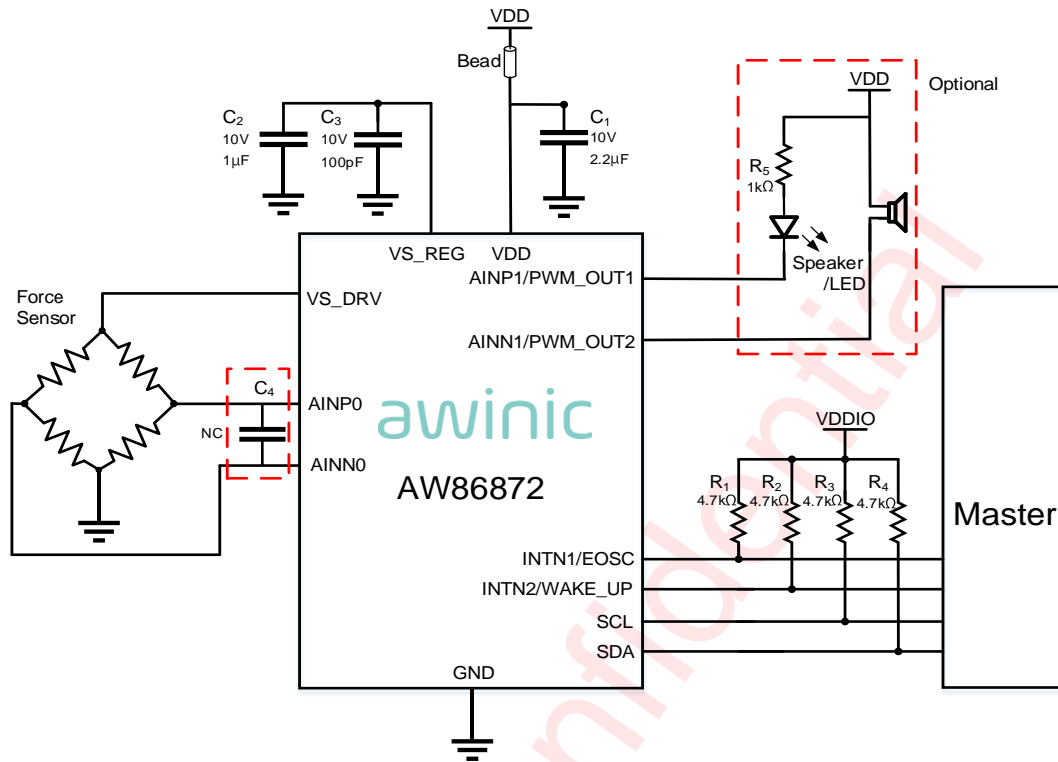 VDD
Bead
C2
10V
1μF
C3
10V
100pF
C1
10V
2.2μF
VDD
Optional
R5
1kΩ
Speaker
/LED
VS_REG
VDD
AINP1/PWM_OUT1
VS_DRV
Force
Sensor
AINN1/PWM_OUT2
C4
NC
AINP0
AINN0
awinic
AW86872
VDDIO
R1
4.7kΩ
R2
4.7kΩ
R3
4.7kΩ
R4
4.7kΩ
Master
INTN1/EOSC
INTN2/WAKE_UP
SCL
SDA
GND
nfidential